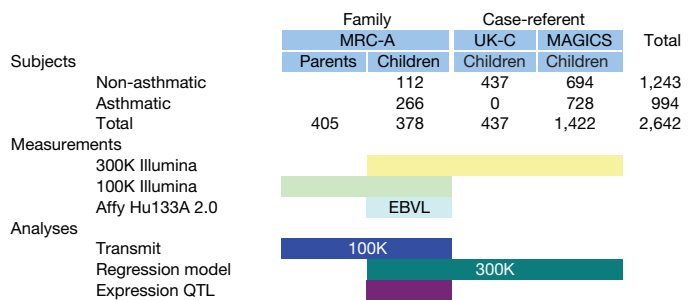 Family Case-referent
MRC-A UK-C MAGICS Total
Subjects Parents Children Children Children
Non-asthmatic 112 437 694 1,243
Asthmatic 266 0 728 994
Total 405 378 437 1,422 2,642
Measurements
300K Illumina
100K Illumina
Affy Hu133A 2.0 EBVL
Analyses
Transmit 100K
Regression model 300K
Expression QTL